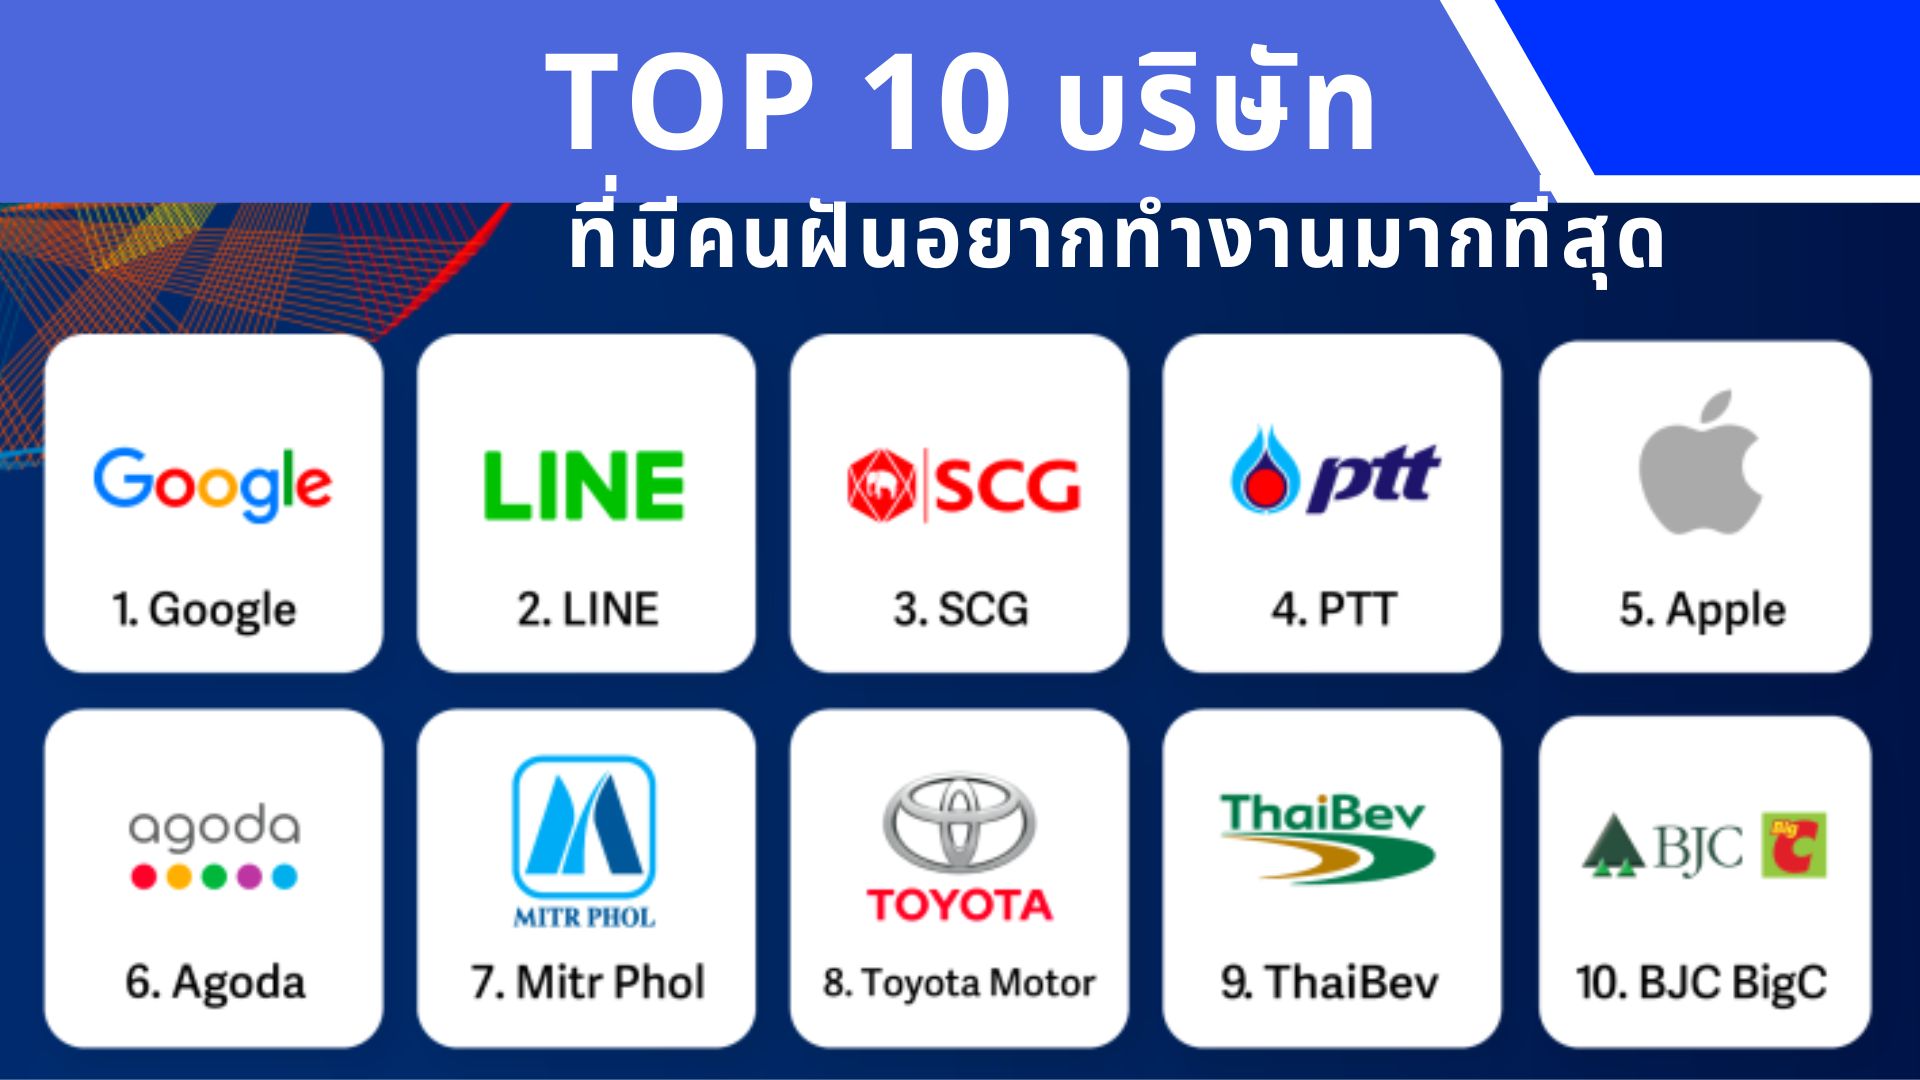 TOP 10 บริษัท
ที่มีคนฝันอยากทำงานมากที่สุด
Google
LINE
SCG
ptt
1. Google
2. LINE
3. SCG
4. PTT
5. Apple
agoda
MITR PHOL
TOYOTA
ThaiBev
BJC
Big C
6. Agoda
7. Mitr Phol
8. Toyota Motor
9. ThaiBev
10. BJC BigC